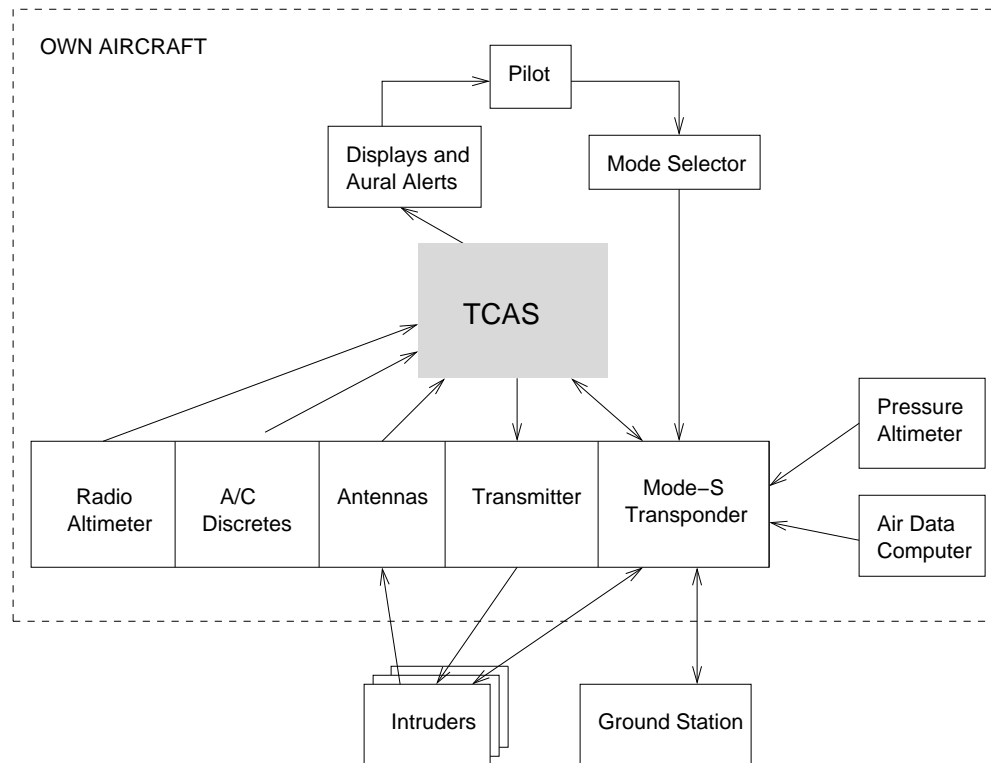 OWN AIRCRAFT
Pilot
Displays and
Aural Alerts
Mode Selector
TCAS
Pressure
Altimeter
Radio
Altimeter
A/C
Discretes
Antennas
Transmitter
Mode−S
Transponder
Air Data
Computer
Intruders
Ground Station